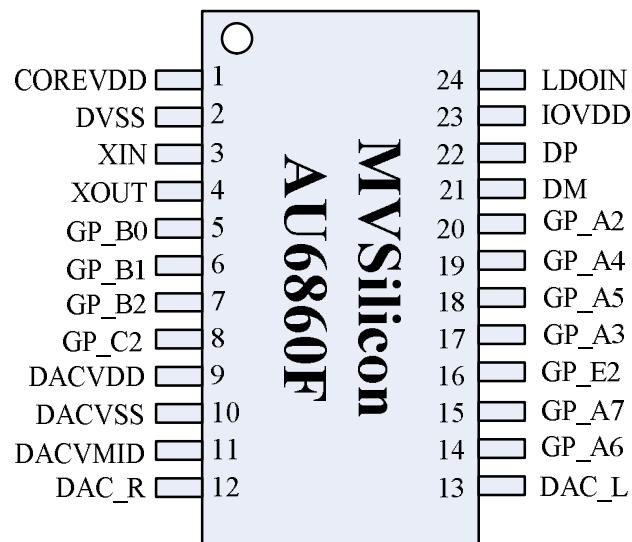 COREVDD 1 24 LDOIN
DVSS 2 23 IOVDD
XIN 3 22 DP
XOUT 4 21 DM
GP_B0 5 20 GP_A2
GP_B1 6 19 GP_A4
GP_B2 7 18 GP_A5
GP_C2 8 17 GP_A3
DACVDD 9 16 GP_E2
DACVSS 10 15 GP_A7
DACVMID 11 14 GP_A6
DAC_R 12 13 DAC_L
MVSilicon
AU6860F